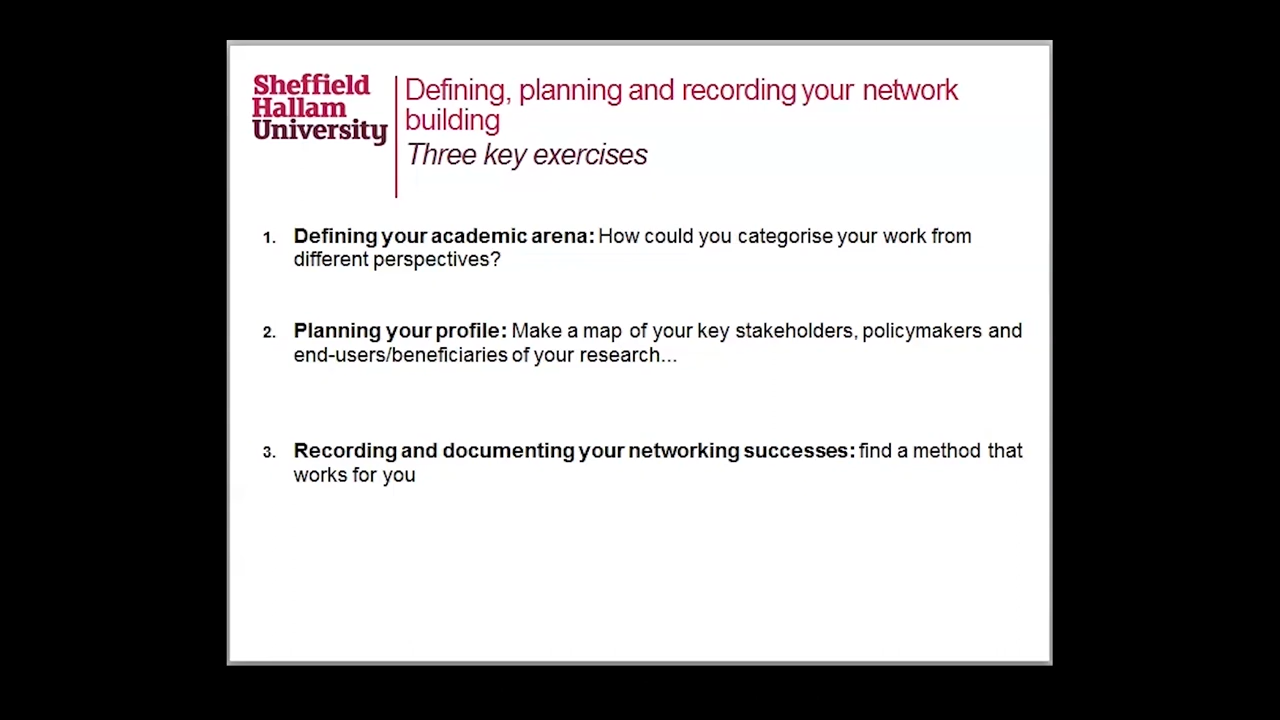 Sheffield
Hallam
University
Defining, planning and recording your network
building
Three key exercises
1. Defining your academic arena: How could you categorise your work from
different perspectives?
2. Planning your profile: Make a map of your key stakeholders, policymakers and
end-users/beneficiaries of your research...
3. Recording and documenting your networking successes: find a method that
works for you